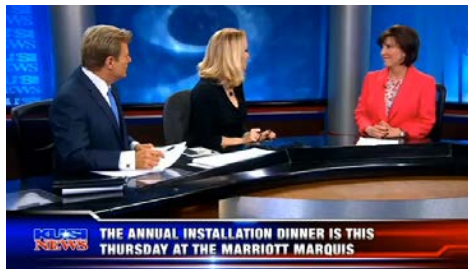 KUSI
NEWS
THE ANNUAL INSTALLATION DINNER IS THIS
THURSDAY AT THE MARRIOTT MARQUIS